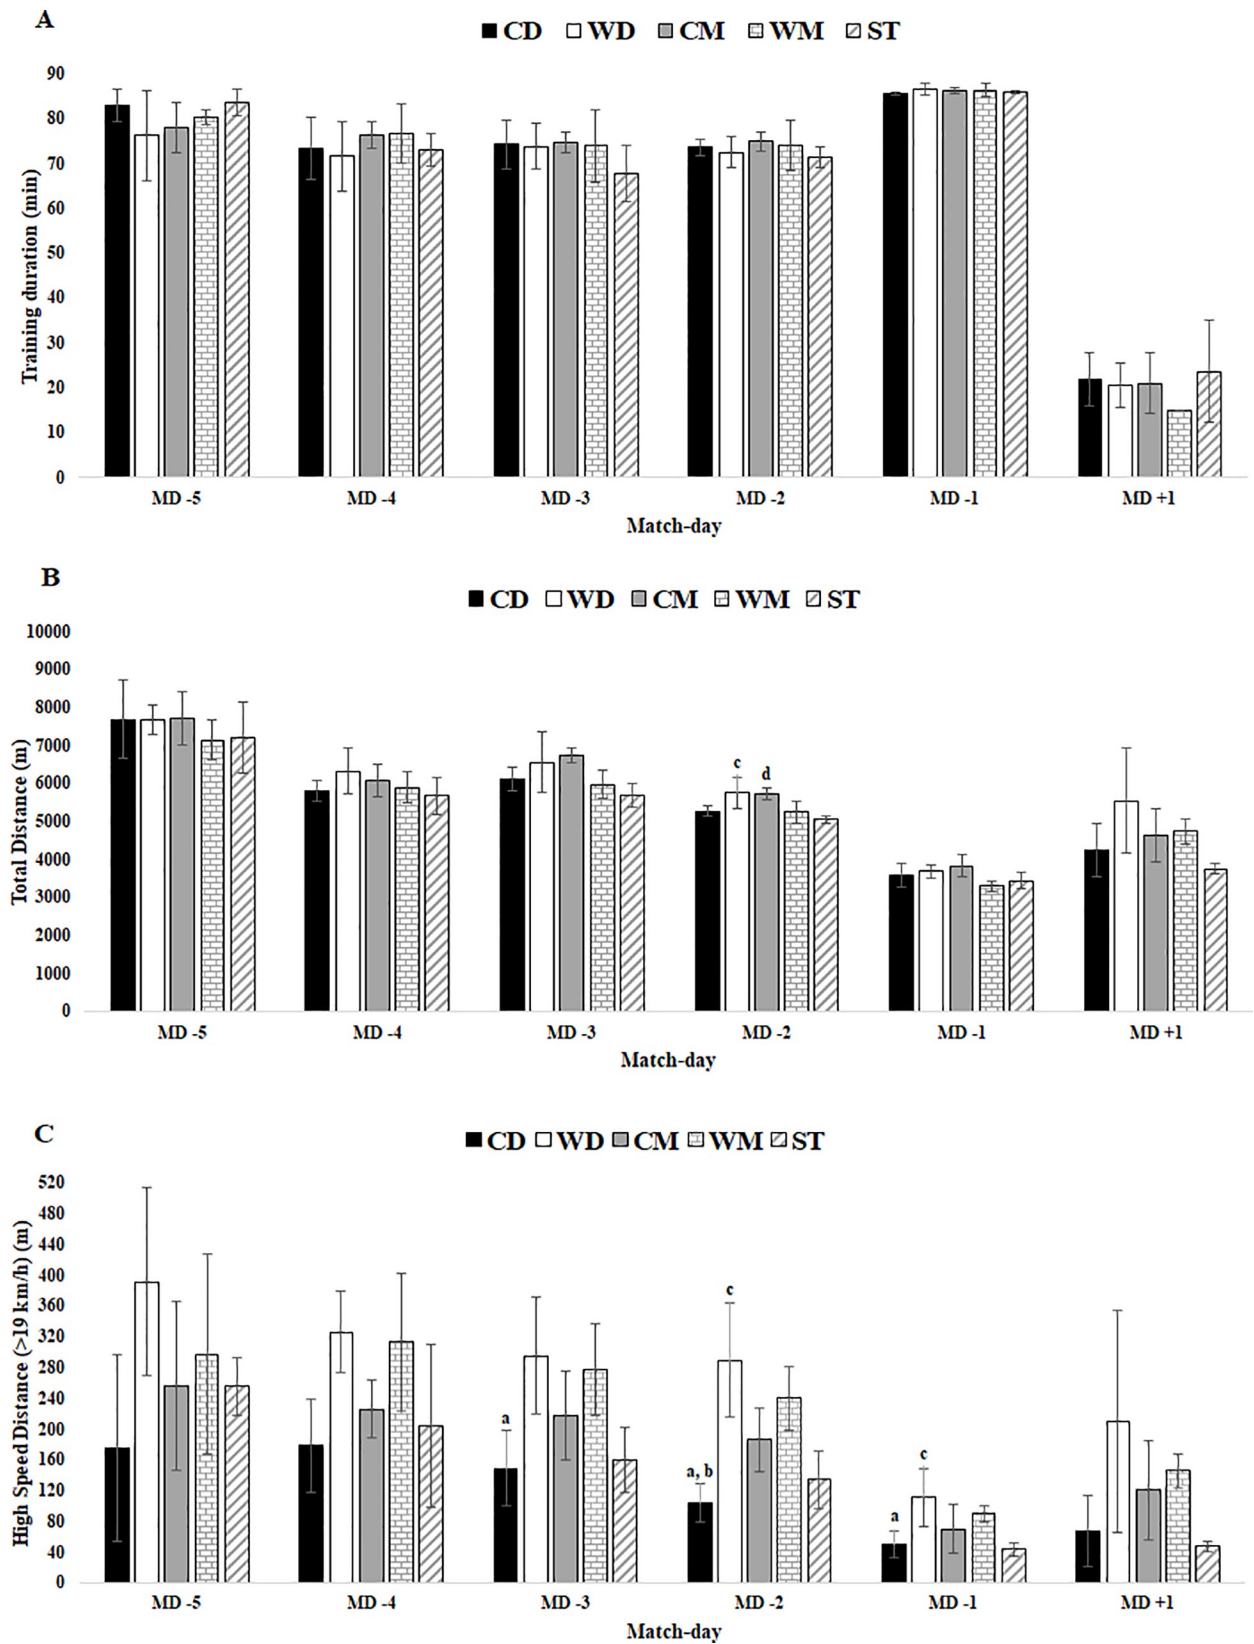 A
CD WD CM WM ST
90
80
70
60
50
40
30
20
10
0
Training duration (min)
MD -5 MD -4 MD -3 MD -2 MD -1 MD +1
Match-day
B
CD WD CM WM ST
10000
9000
8000
7000
6000
5000
4000
3000
2000
1000
0
Total Distance (m)
c d
MD -5 MD -4 MD -3 MD -2 MD -1 MD +1
Match-day
C
CD WD CM WM ST
520
480
440
400
360
320
280
240
200
160
120
80
40
0
High Speed Distance (>19 km/h) (m)
a
a, b
c
a
c
MD -5 MD -4 MD -3 MD -2 MD -1 MD +1
Match-day